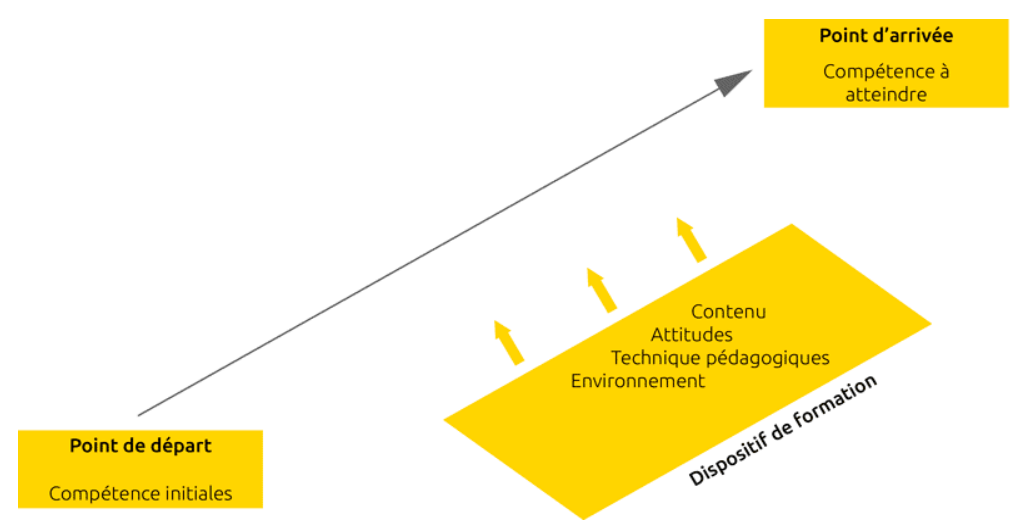 Point d'arrivée
Compétence à
atteindre
Contenu
Attitudes
Technique pédagogiques
Environnement
Dispositif de formation
Point de départ
Compétence initiales